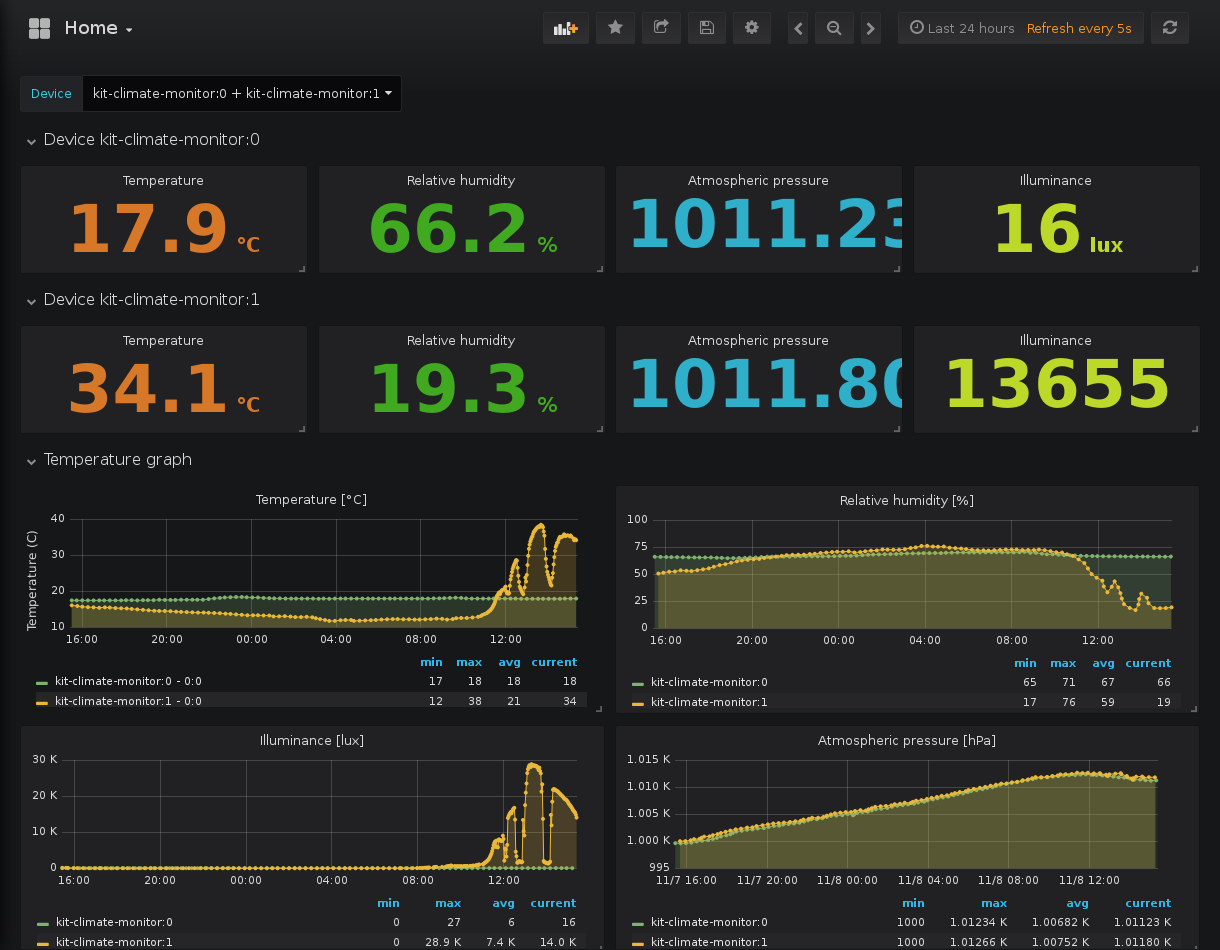 Home
Last 24 hours Refresh every 5s
Device kit-climate-monitor:0 + kit-climate-monitor:1
Device kit-climate-monitor:0
Temperature Relative humidity Atmospheric pressure Illuminance
17.9 °C 66.2 % 1011.23 16 lux
Device kit-climate-monitor:1
Temperature Relative humidity Atmospheric pressure Illuminance
34.1 °C 19.3 % 1011.80 13655
Temperature graph
Temperature [°C]
Temperature (C)
40
30
20
10
16:00 20:00 00:00 04:00 08:00 12:00
min max avg current
kit-climate-monitor:0 - 0:0 17 18 18 18
kit-climate-monitor:1 - 0:0 12 38 21 34
Relative humidity [%]
100
75
50
25
0
16:00 20:00 00:00 04:00 08:00 12:00
min max avg current
kit-climate-monitor:0 65 71 67 66
kit-climate-monitor:1 17 76 59 19
Illuminance [lux]
30 K
20 K
10 K
0
16:00 20:00 00:00 04:00 08:00 12:00
min max avg current
kit-climate-monitor:0 0 27 6 16
kit-climate-monitor:1 0 28.9 K 7.4 K 14.0 K
Atmospheric pressure [hPa]
1.015 K
1.010 K
1.005 K
1.000 K
995
11/7 16:00 11/7 20:00 11/8 00:00 11/8 04:00 11/8 08:00 11/8 12:00
min max avg current
kit-climate-monitor:0 1000 1.01234 K 1.00682 K 1.01123 K
kit-climate-monitor:1 1000 1.01266 K 1.00752 K 1.01180 K